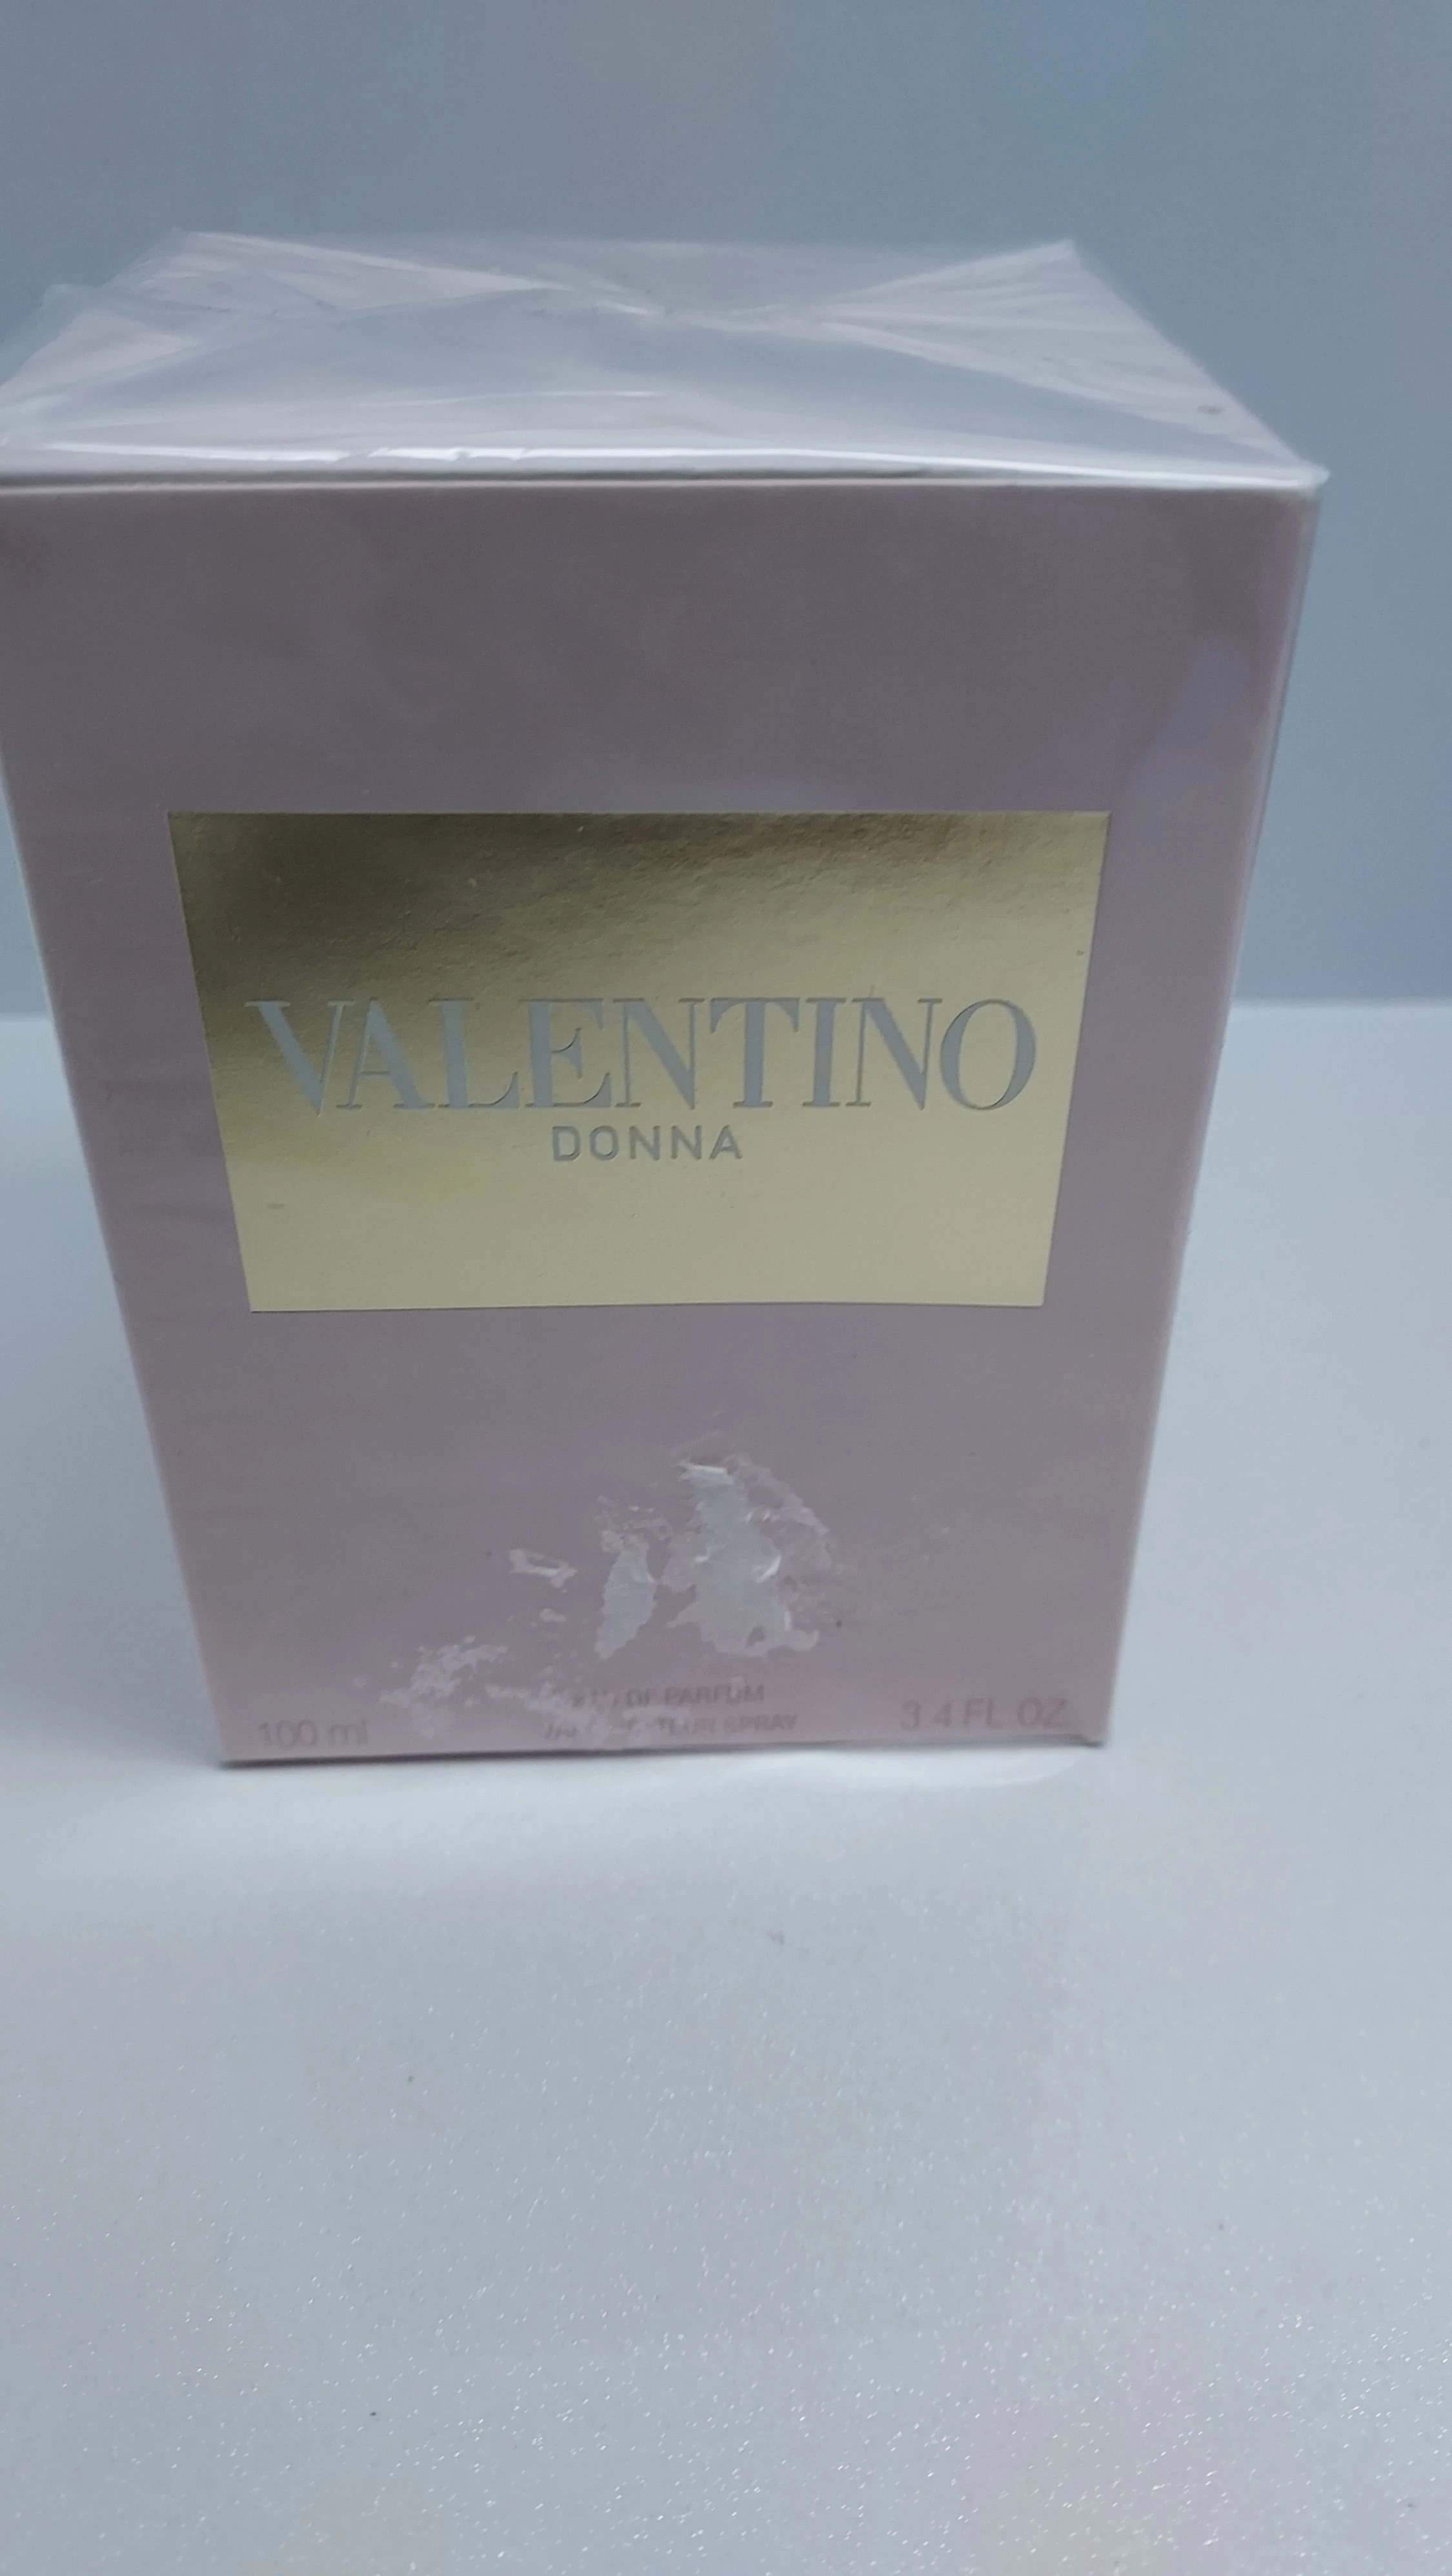 VALENTINO
DONNA
DE PARFUM
SPRAY
100 ml
3.4 FL OZ